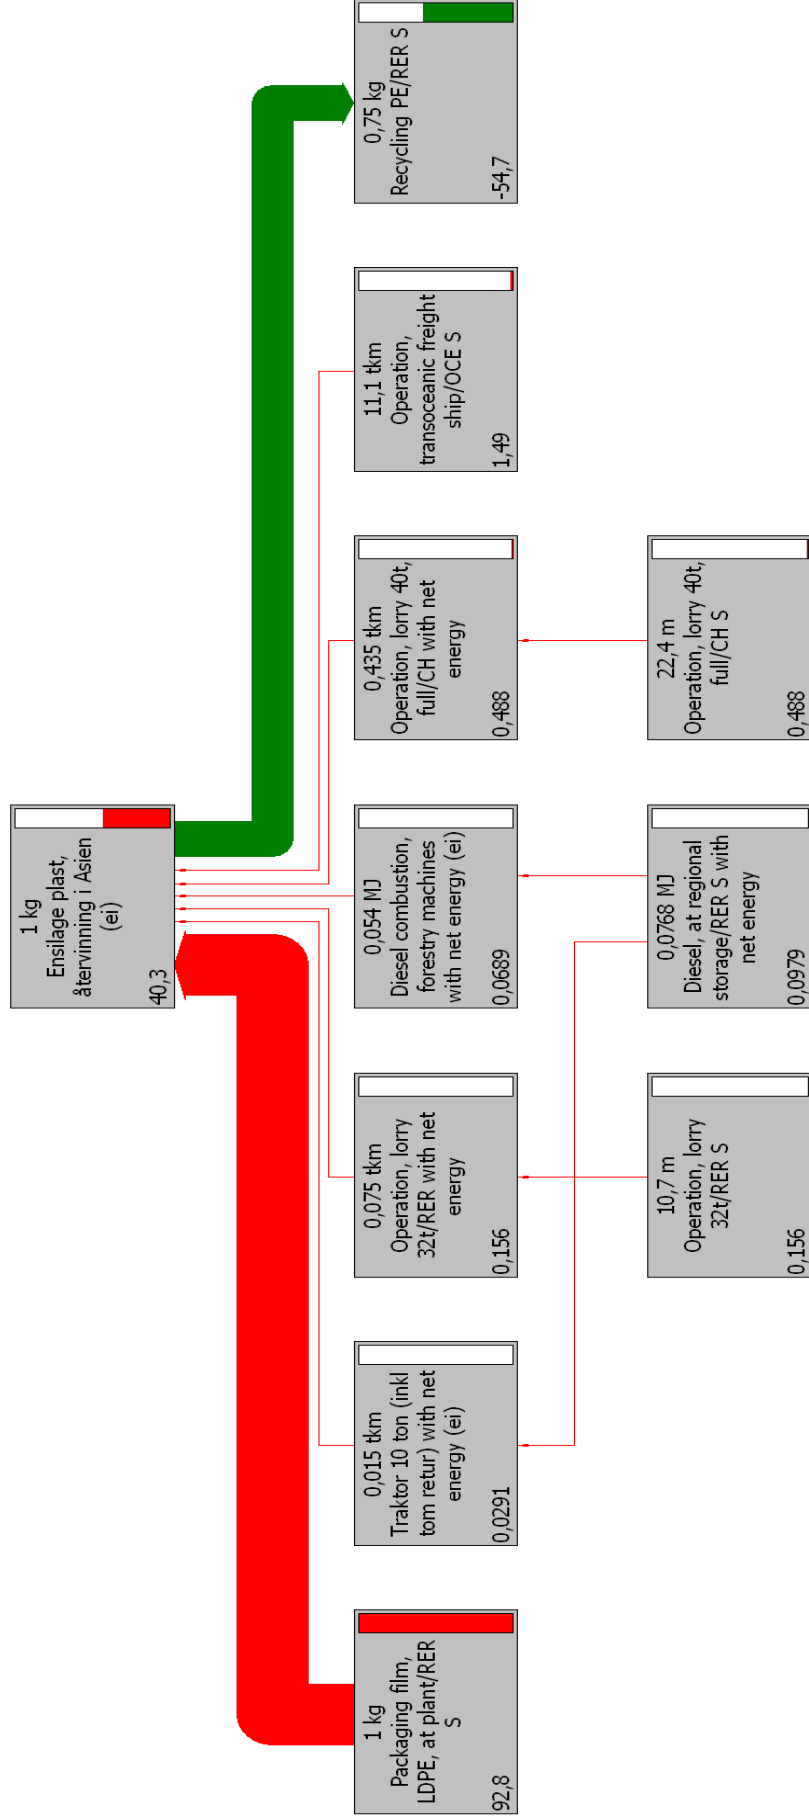 1 kg
Ensilage plast,
återvinning i Asien
(ei)
40,3
1 kg
Packaging film,
LDPE, at plant/RER
S
92,8
0,015 tkm
Traktor 10 ton (inkl
tom retur) with net
energy (ei)
0,0291
0,075 tkm
Operation, lorry
32t/RER with net
energy
0,156
0,054 MJ
Diesel combustion,
forestry machines
with net energy (ei)
0,0689
0,435 tkm
Operation, lorry 40t,
full/CH with net
energy
0,488
11,1 tkm
Operation,
transoceanic freight
ship/OCE S
1,49
0,75 kg
Recycling PE/RER S
-54,7
10,7 m
Operation, lorry
32t/RER S
0,156
0,0768 MJ
Diesel, at regional
storage/RER S with
net energy
0,0979
22,4 m
Operation, lorry 40t,
full/CH S
0,488